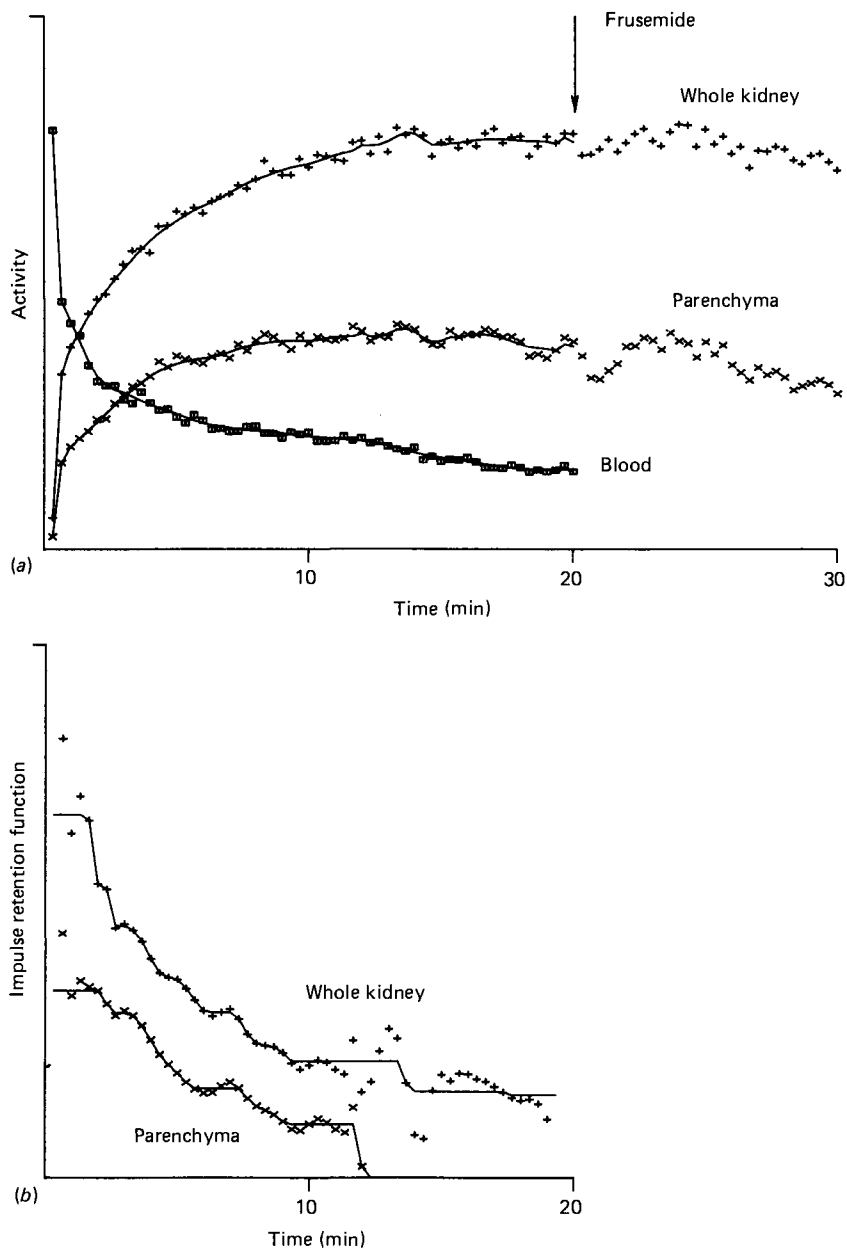 Frusemide
Whole kidney
Activity
Parenchyma
Blood
(a)
10
20
30
Time (min)
Impulse retention function
Whole kidney
Parenchyma
(b)
10
20
Time (min)